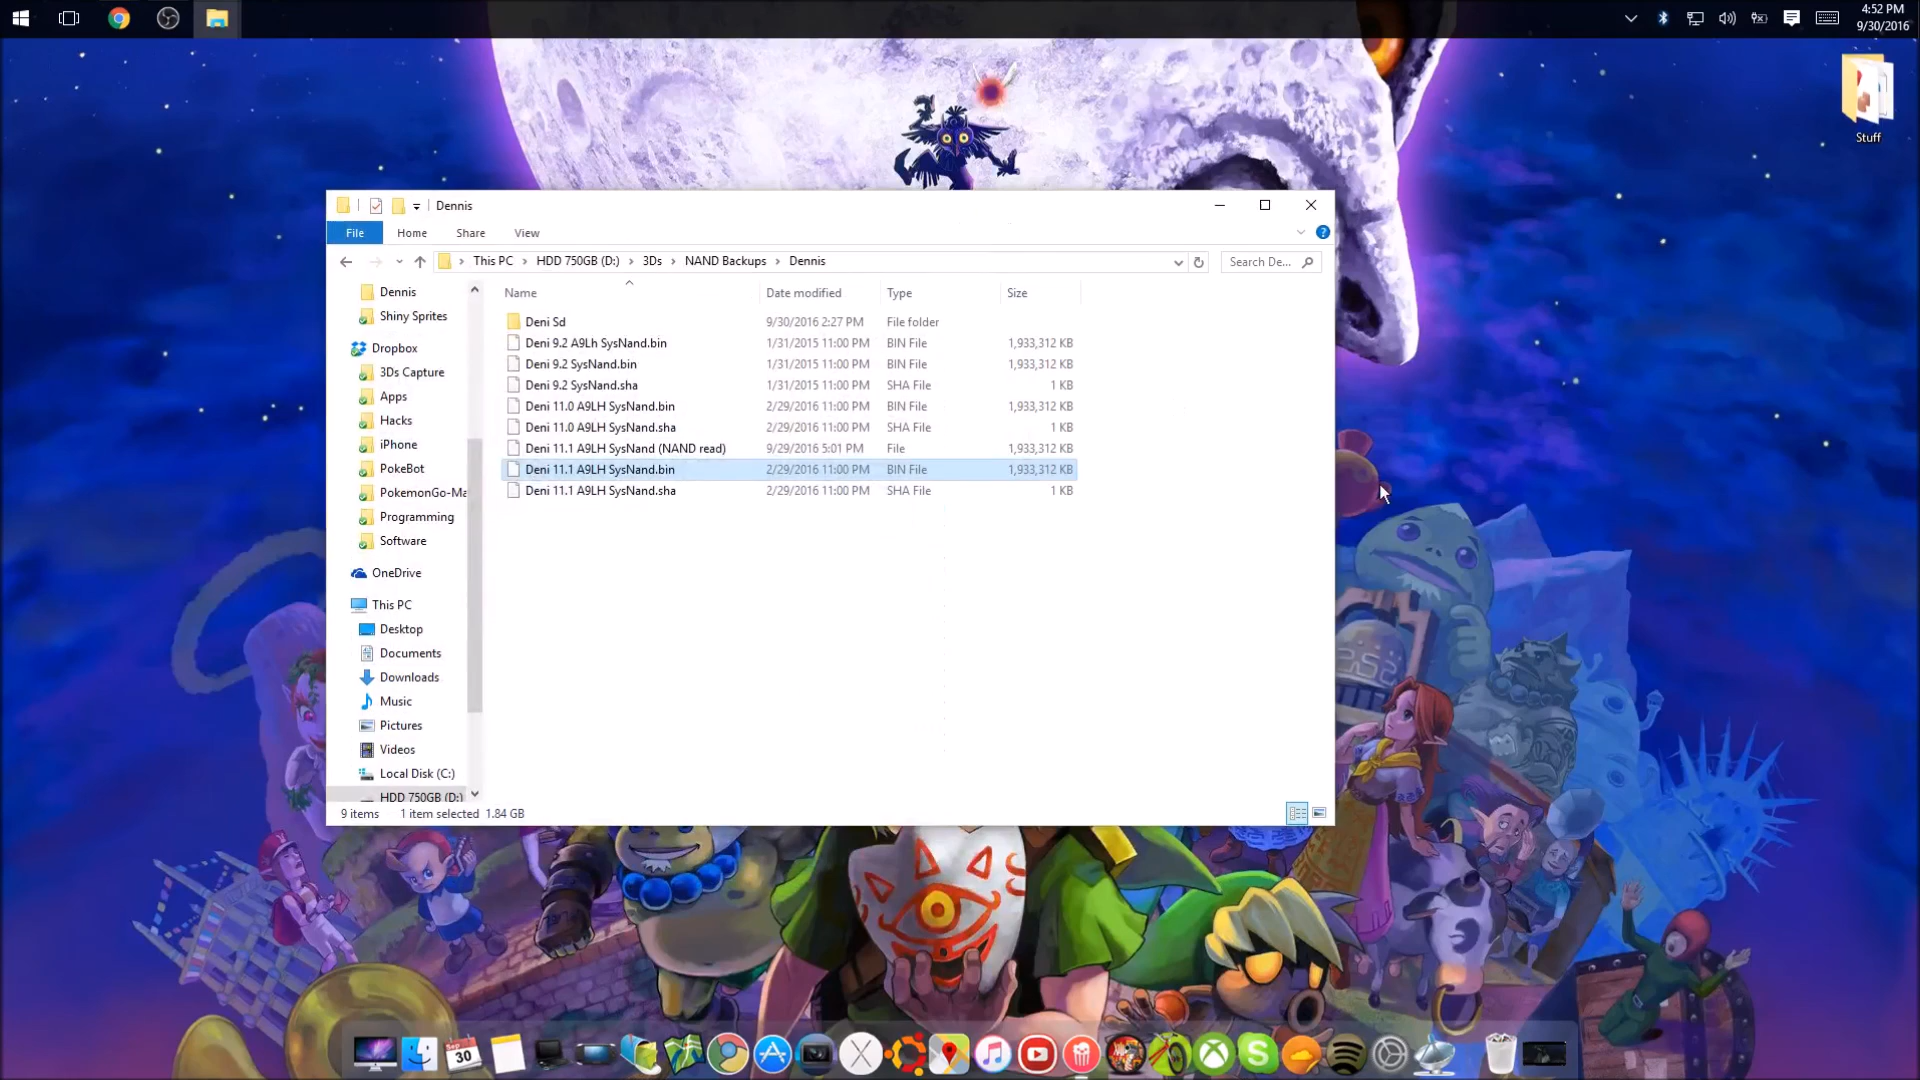 4:52 PM
9/30/2016
Stuff
Dennis
File Home Share View
This PC HDD 750GB (D:) 3Ds NAND Backups Dennis
Search De...
Name Date modified Type Size
Deni Sd 9/30/2016 2:27 PM File folder
Deni 9.2 A9Lh SysNand.bin 1/31/2015 11:00 PM BIN File 1,933,312 KB
Deni 9.2 SysNand.bin 1/31/2015 11:00 PM BIN File 1,933,312 KB
Deni 9.2 SysNand.sha 1/31/2015 11:00 PM SHA File 1 KB
Deni 11.0 A9LH SysNand.bin 2/29/2016 11:00 PM BIN File 1,933,312 KB
Deni 11.0 A9LH SysNand.sha 2/29/2016 11:00 PM SHA File 1 KB
Deni 11.1 A9LH SysNand (NAND read) 9/29/2016 5:01 PM File 1,933,312 KB
Deni 11.1 A9LH SysNand.bin 2/29/2016 11:00 PM BIN File 1,933,312 KB
Deni 11.1 A9LH SysNand.sha 2/29/2016 11:00 PM SHA File 1 KB
Dennis
Shiny Sprites
Dropbox
3Ds Capture
Apps
Hacks
iPhone
PokeBot
PokemonGo-Ma
Programming
Software
OneDrive
This PC
Desktop
Documents
Downloads
Music
Pictures
Videos
Local Disk (C:)
HDD 750GB (D:)
9 items 1 item selected 1.84 GB
Sep
30